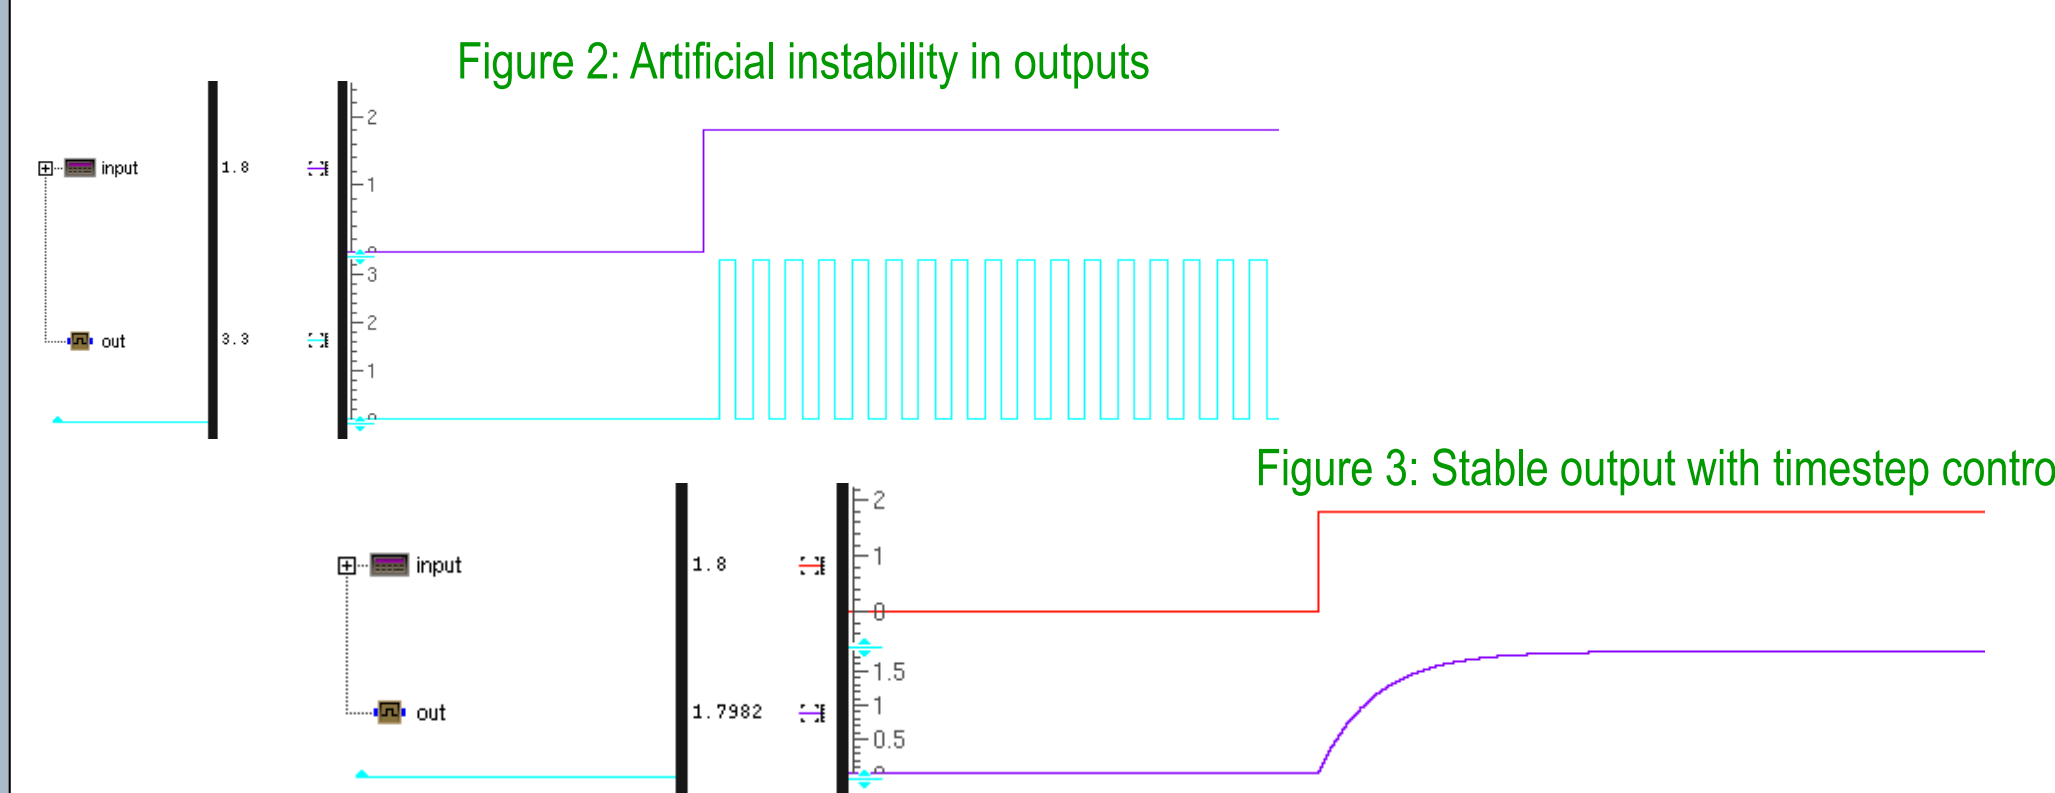 Figure 2: Artificial instability in outputs
2
input 1.8
1
0
3
2
out 3.3
1
0
Figure 3: Stable output with timestep contro
2
input 1.8
1
0
1.5
out 1.7982
1
0.5
0